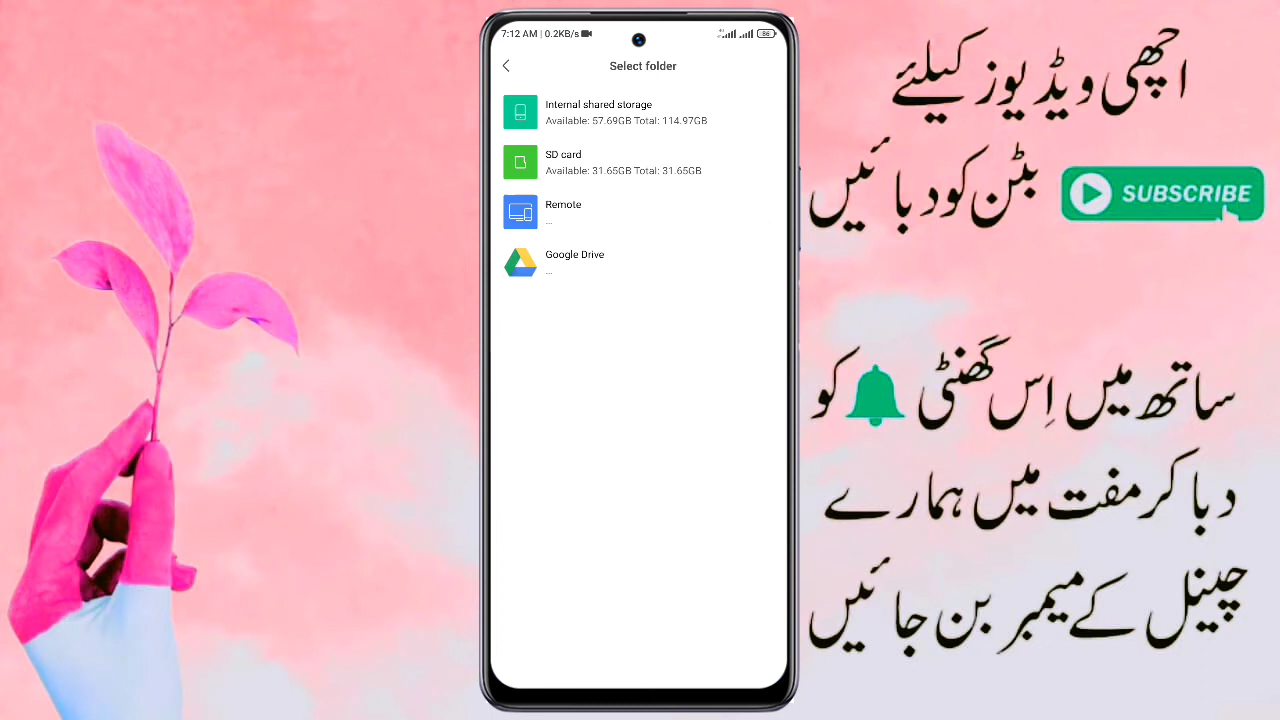 7:12 AM | 0.2KB/s
4G
86
Select folder
Internal shared storage
Available: 57.69GB Total: 114.97GB
SD card
Available: 31.65GB Total: 31.65GB
Remote
...
Google Drive
...
اچھی ویڈیوز کیلئے
بٹن کو دبائیں
SUBSCRIBE
ساتھ میں اِس گھنٹی کو
دبا کر مفت میں ہمارے
چینل کے میمبر بن جائیں